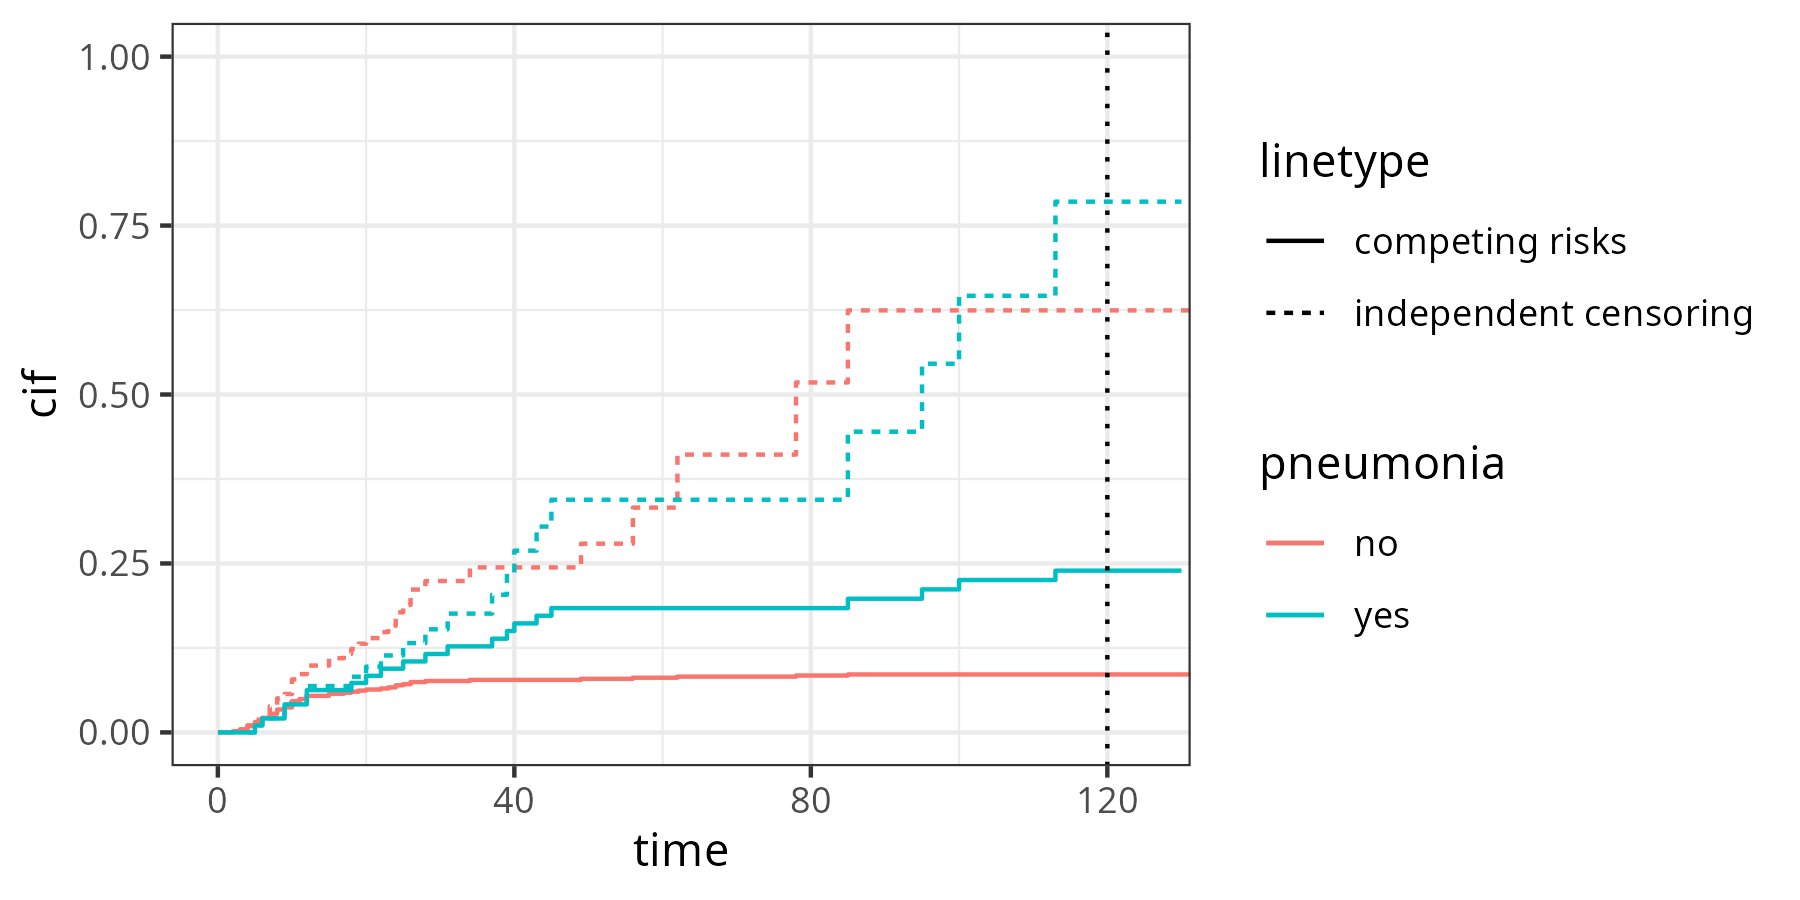 1.00
0.75
0.50
0.25
0.00
cif
0
40
80
120
time
linetype
competing risks
independent censoring
pneumonia
no
yes